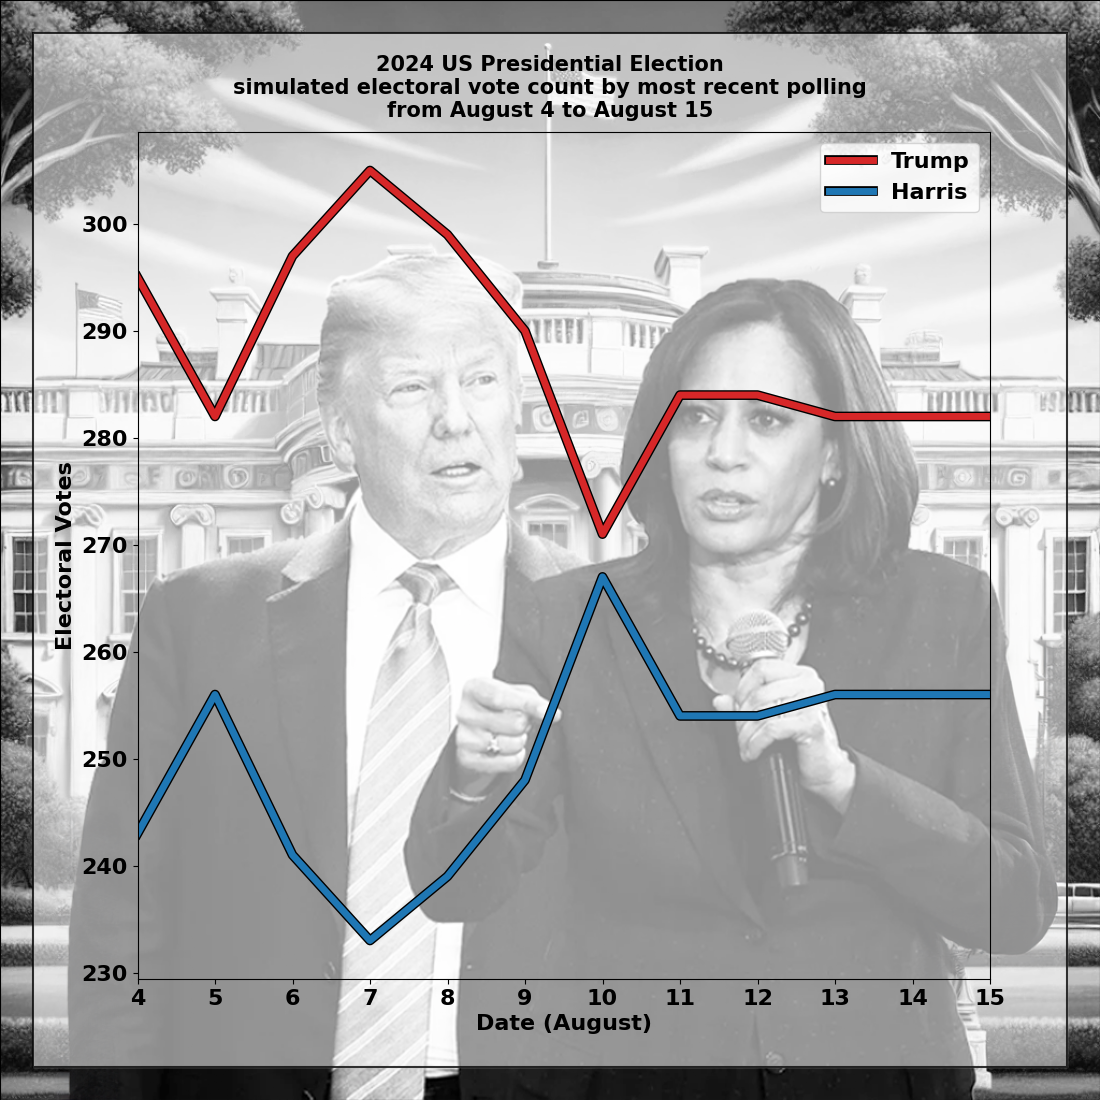 2024 US Presidential Election
simulated electoral vote count by most recent polling
from August 4 to August 15
Trump
Harris
300
290
280
270
260
250
240
230
Electoral Votes
4 5 6 7 8 9 10 11 12 13 14 15
Date (August)